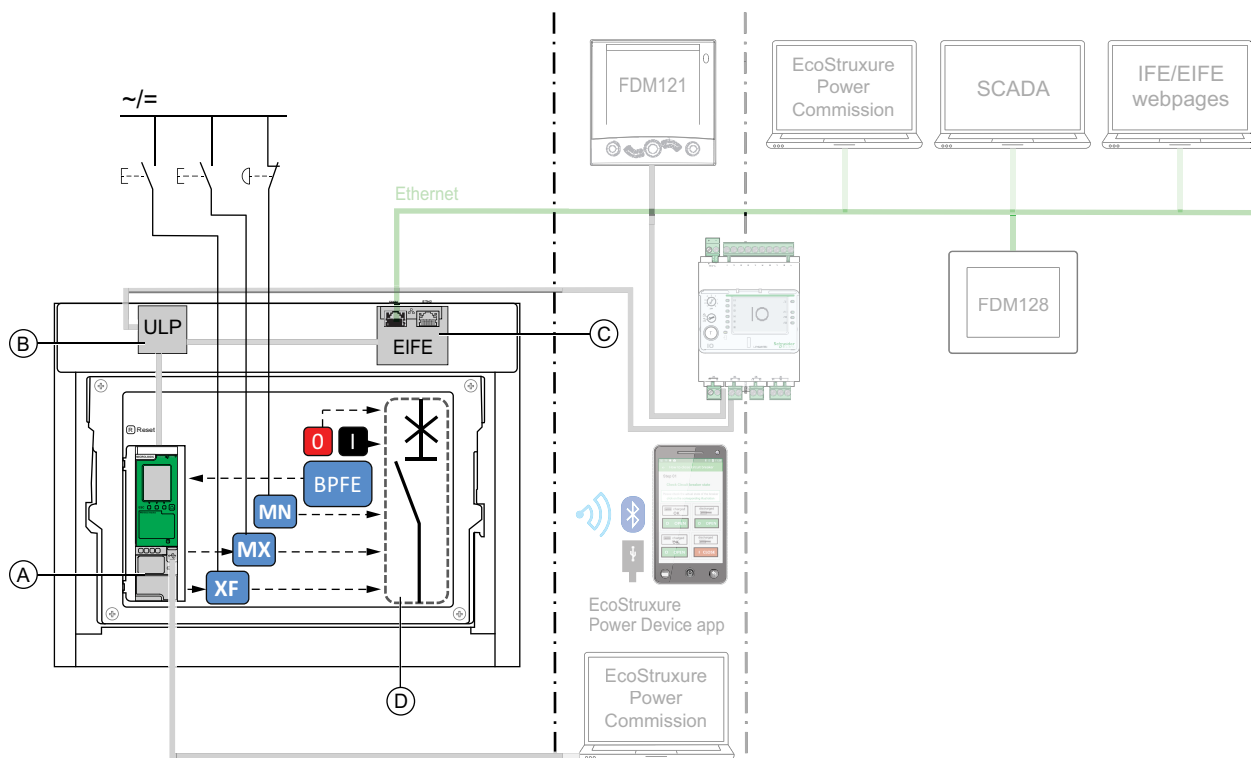 FDM121
EcoStruxure
Power
Commission
SCADA
IFE/EIFE
webpages
~/=
Ethernet
ULP
EIFE
IO
FDM128
B
C
R Reset
O
I
BPFE
MN
MX
XF
A
D
EcoStruxure
Power Device app
EcoStruxure
Power
Commission